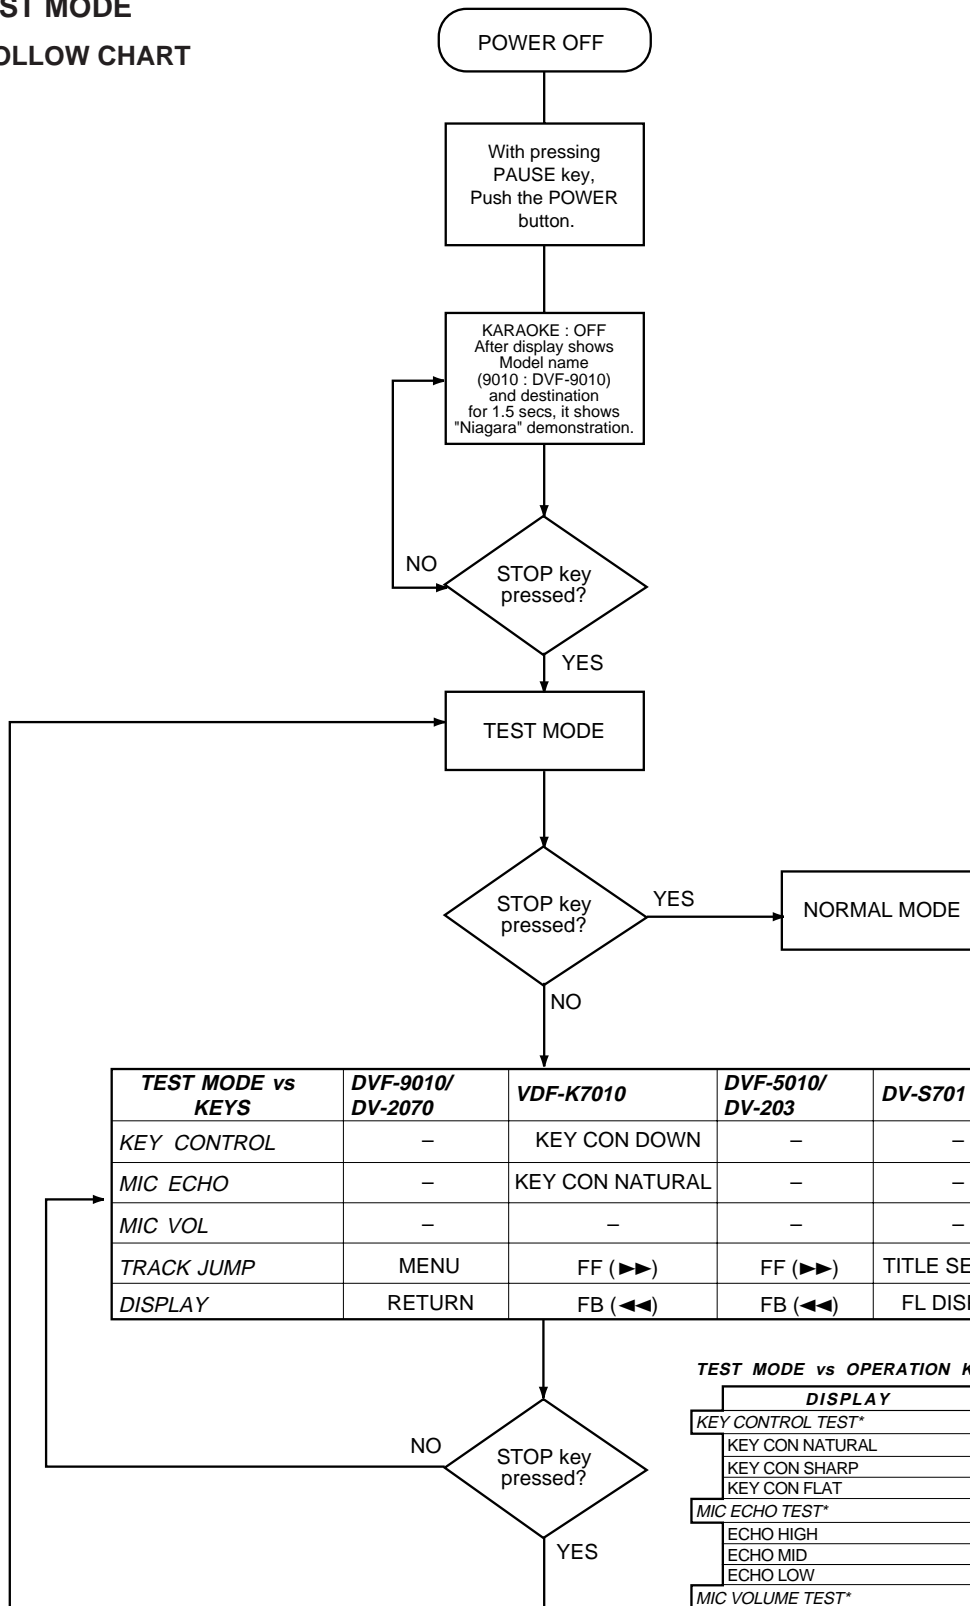 ST MODE
OLLOW CHART
POWER OFF
With pressing
PAUSE key,
Push the POWER
button.
KARAOKE : OFF
After display shows
Model name
(9010 : DVF-9010)
and destination
for 1.5 secs, it shows
"Niagara" demonstration.
NO
STOP key
pressed?
YES
TEST MODE
STOP key
pressed?
YES
NORMAL MODE
NO
TEST MODE vs KEYS DVF-9010/ DV-2070 VDF-K7010 DVF-5010/ DV-203 DV-S701
KEY CONTROL – KEY CON DOWN – –
MIC ECHO – KEY CON NATURAL – –
MIC VOL – – – –
TRACK JUMP MENU FF (►►) FF (►►) TITLE SE
DISPLAY RETURN FB (◄◄) FB (◄◄) FL DISP
NO
STOP key
pressed?
YES
TEST MODE vs OPERATION K
DISPLAY
KEY CONTROL TEST*
KEY CON NATURAL
KEY CON SHARP
KEY CON FLAT
MIC ECHO TEST*
ECHO HIGH
ECHO MID
ECHO LOW
MIC VOLUME TEST*